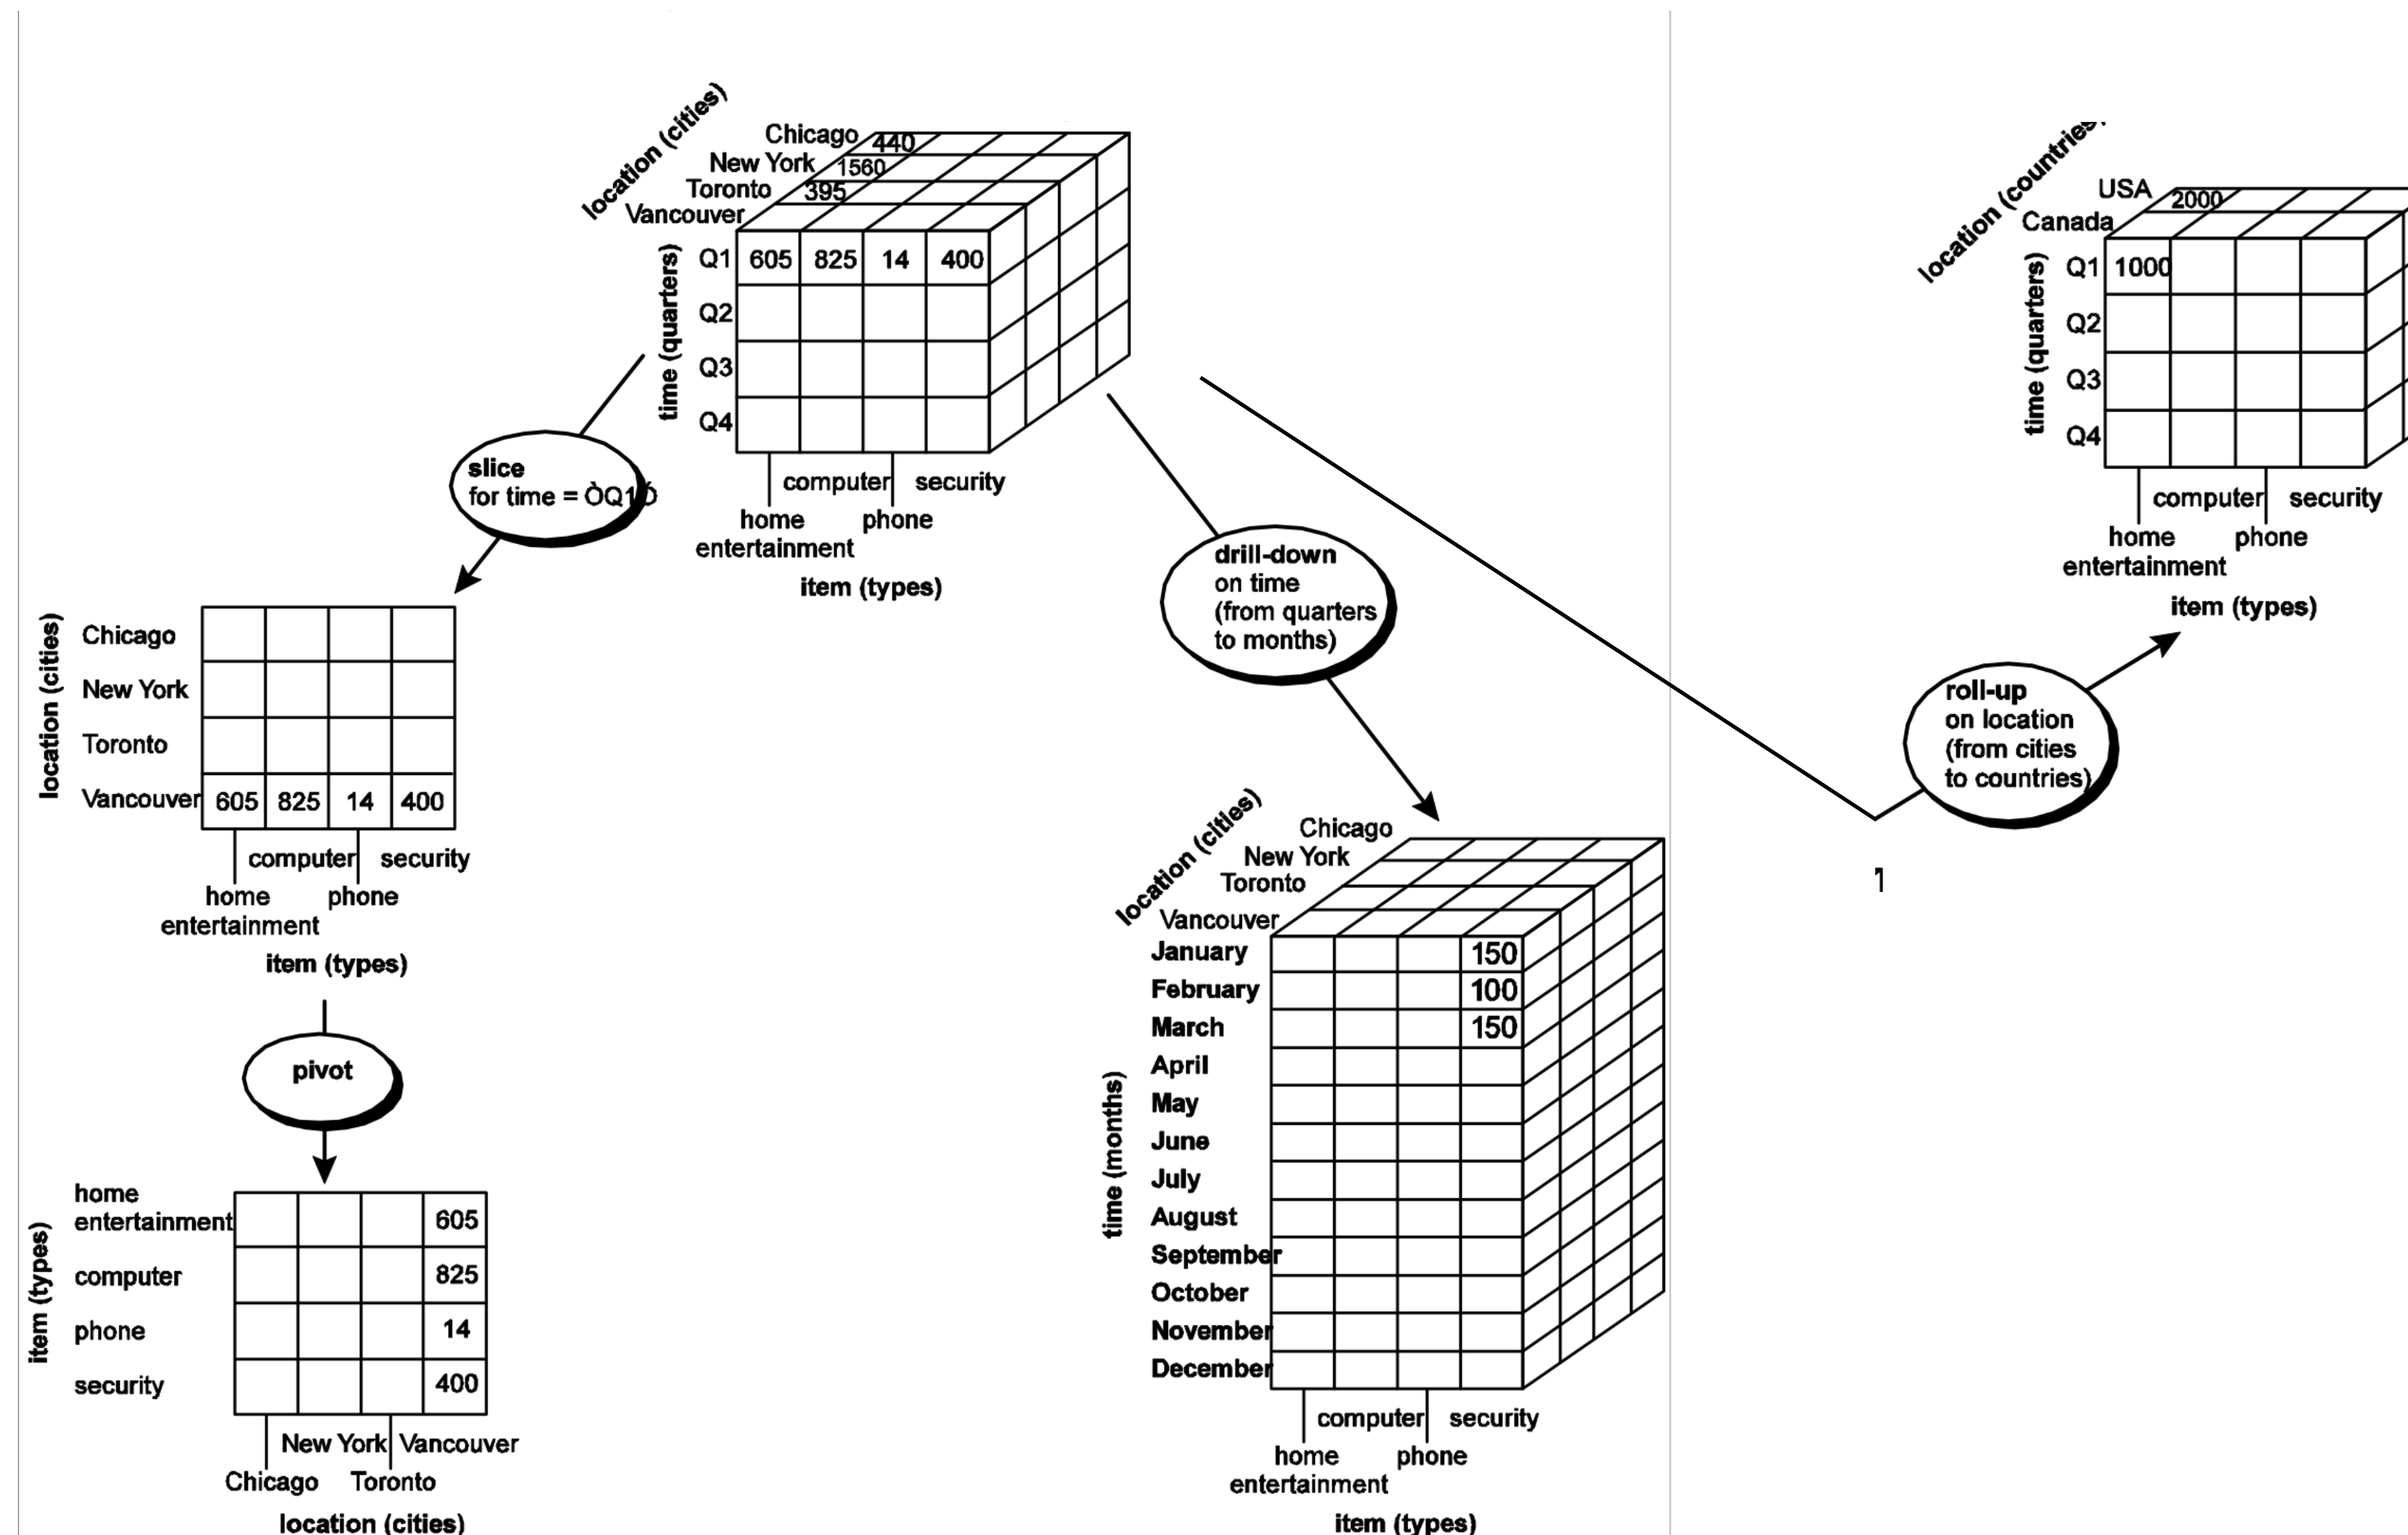 location (cities)
Chicago 440
New York 1560
Toronto 395
Vancouver
time (quarters)
Q1 605 825 14 400
Q2
Q3
Q4
computer security
home phone
entertainment
item (types)
slice
for time = ÒQ1Ó
location (cities)
Chicago
New York
Toronto
Vancouver 605 825 14 400
computer security
home phone
entertainment
item (types)
pivot
item (types)
home
entertainment 605
computer 825
phone 14
security 400
New York Vancouver
Chicago Toronto
location (cities)
drill-down
on time
(from quarters
to months)
location (cities)
Chicago
New York
Toronto
Vancouver
time (months)
January 150
February 100
March 150
April
May
June
July
August
September
October
November
December
computer security
home phone
entertainment
item (types)
roll-up
on location
(from cities
to countries)
location (countries)
USA 2000
Canada
time (quarters)
Q1 1000
Q2
Q3
Q4
computer security
home phone
entertainment
item (types)